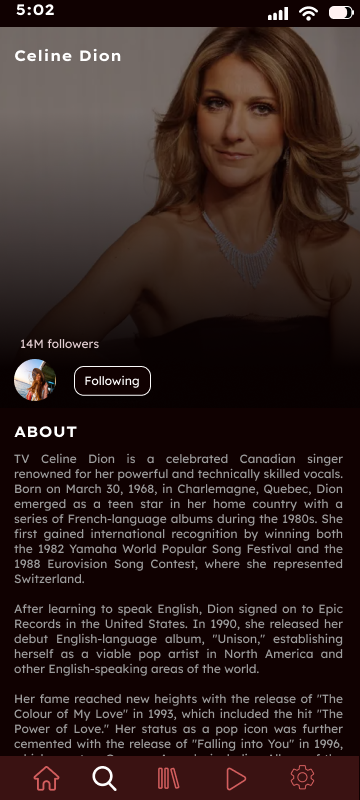 5:02
Celine Dion
14M followers
Following
ABOUT
TV Celine Dion is a celebrated Canadian singer
renowned for her powerful and technically skilled vocals.
Born on March 30, 1968, in Charlemagne, Quebec, Dion
emerged as a teen star in her home country with a
series of French-language albums during the 1980s. She
first gained international recognition by winning both
the 1982 Yamaha World Popular Song Festival and the
1988 Eurovision Song Contest, where she represented
Switzerland.
After learning to speak English, Dion signed on to Epic
Records in the United States. In 1990, she released her
debut English-language album, "Unison," establishing
herself as a viable pop artist in North America and
other English-speaking areas of the world.
Her fame reached new heights with the release of "The
Colour of My Love" in 1993, which included the hit "The
Power of Love." Her status as a pop icon was further
cemented with the release of "Falling into You" in 1996,